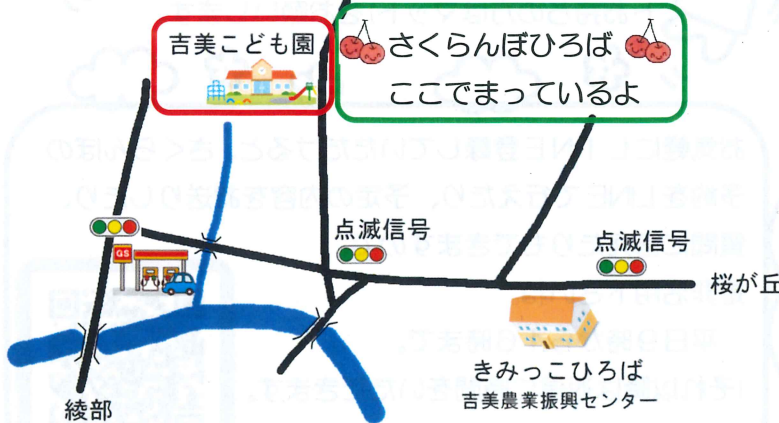 吉美こども園
さくらんぼひろば
ここでまっているよ
点滅信号
点滅信号
GS
桜が丘
きみっこひろば
吉美農業振興センター
綾部